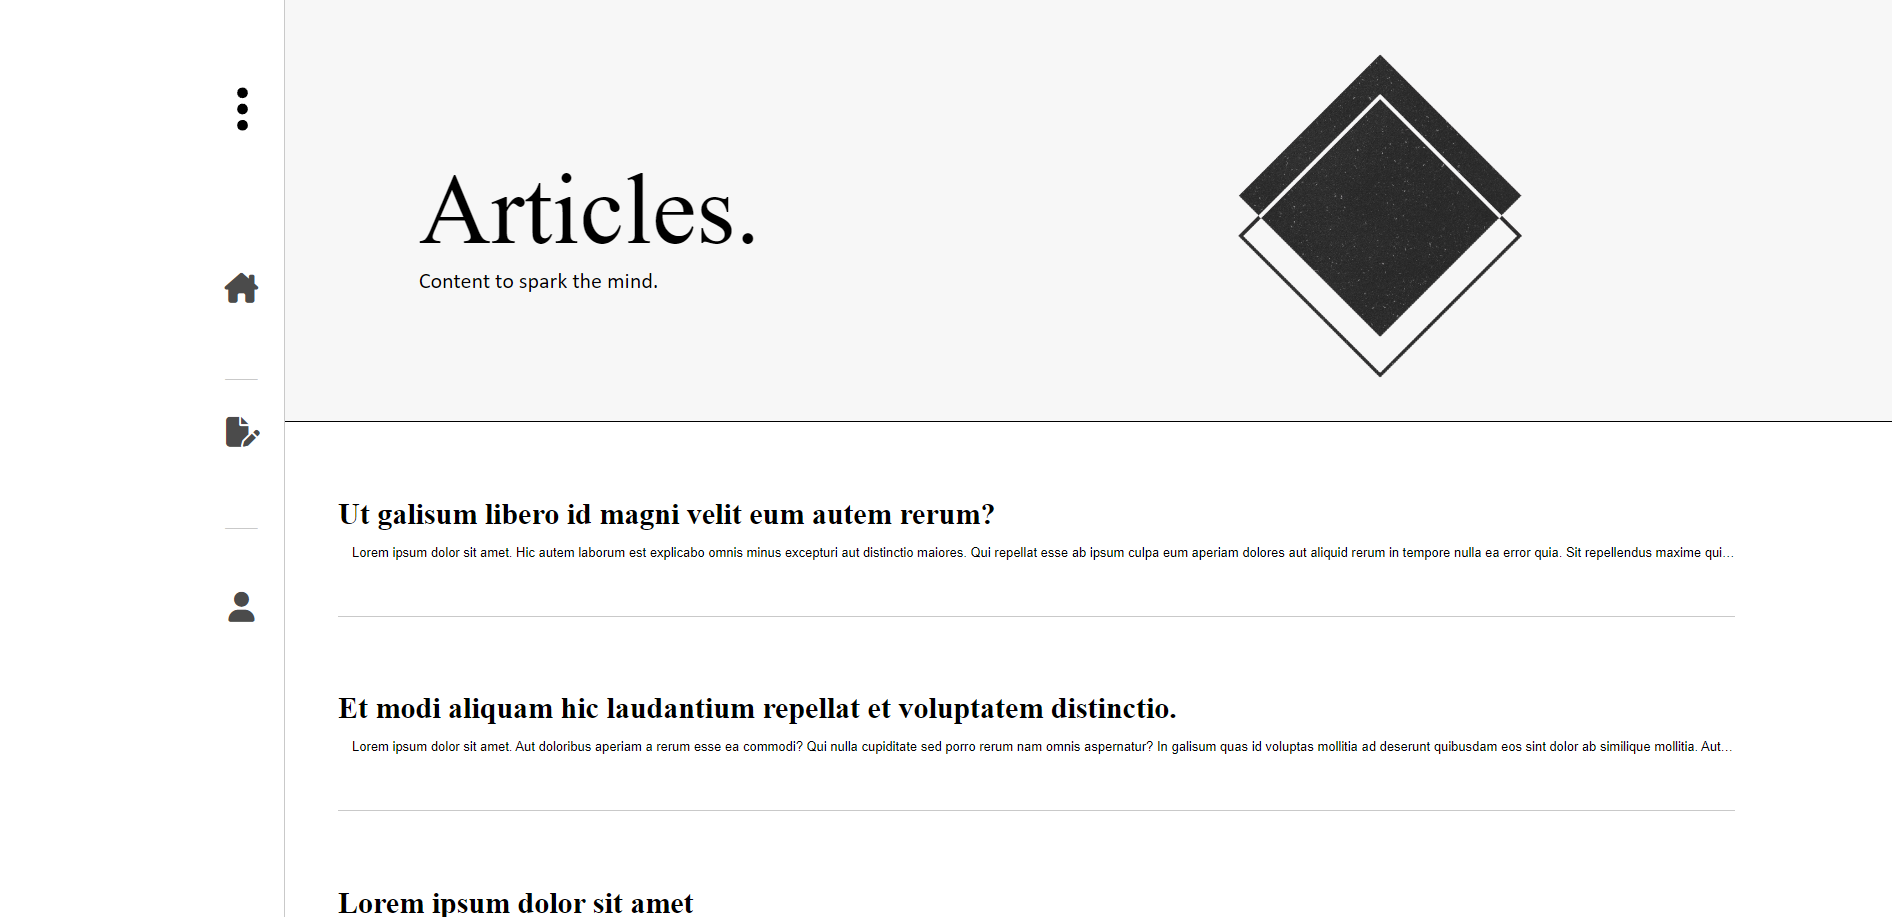 Articles.
Content to spark the mind.
Ut galisum libero id magni velit eum autem rerum?
Lorem ipsum dolor sit amet. Hic autem laborum est explicabo omnis minus excepturi aut distinctio maiores. Qui repellat esse ab ipsum culpa eum aperiam dolores aut aliquid rerum in tempore nulla ea error quia. Sit repellendus maxime qui...
Et modi aliquam hic laudantium repellat et voluptatem distinctio.
Lorem ipsum dolor sit amet. Aut doloribus aperiam a rerum esse ea commodi? Qui nulla cupiditate sed porro rerum nam omnis aspernatur? In galisum quas id voluptas mollitia ad deserunt quibusdam eos sint dolor ab similique mollitia. Aut...
Lorem ipsum dolor sit amet